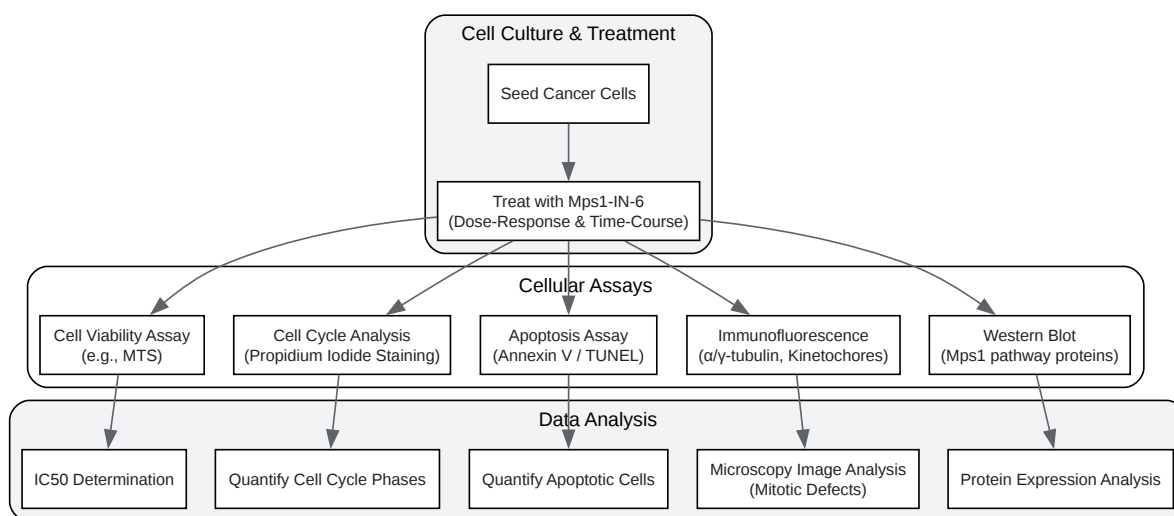 Cell Culture & Treatment
Seed Cancer Cells
Treat with Mps1-IN-6
(Dose-Response & Time-Course)
Cellular Assays
Cell Viability Assay
(e.g., MTS)
Cell Cycle Analysis
(Propidium Iodide Staining)
Apoptosis Assay
(Annexin V / TUNEL)
Immunofluorescence
(α/γ-tubulin, Kinetochores)
Western Blot
(Mps1 pathway proteins)
Data Analysis
IC50 Determination
Quantify Cell Cycle Phases
Quantify Apoptotic Cells
Microscopy Image Analysis
(Mitotic Defects)
Protein Expression Analysis